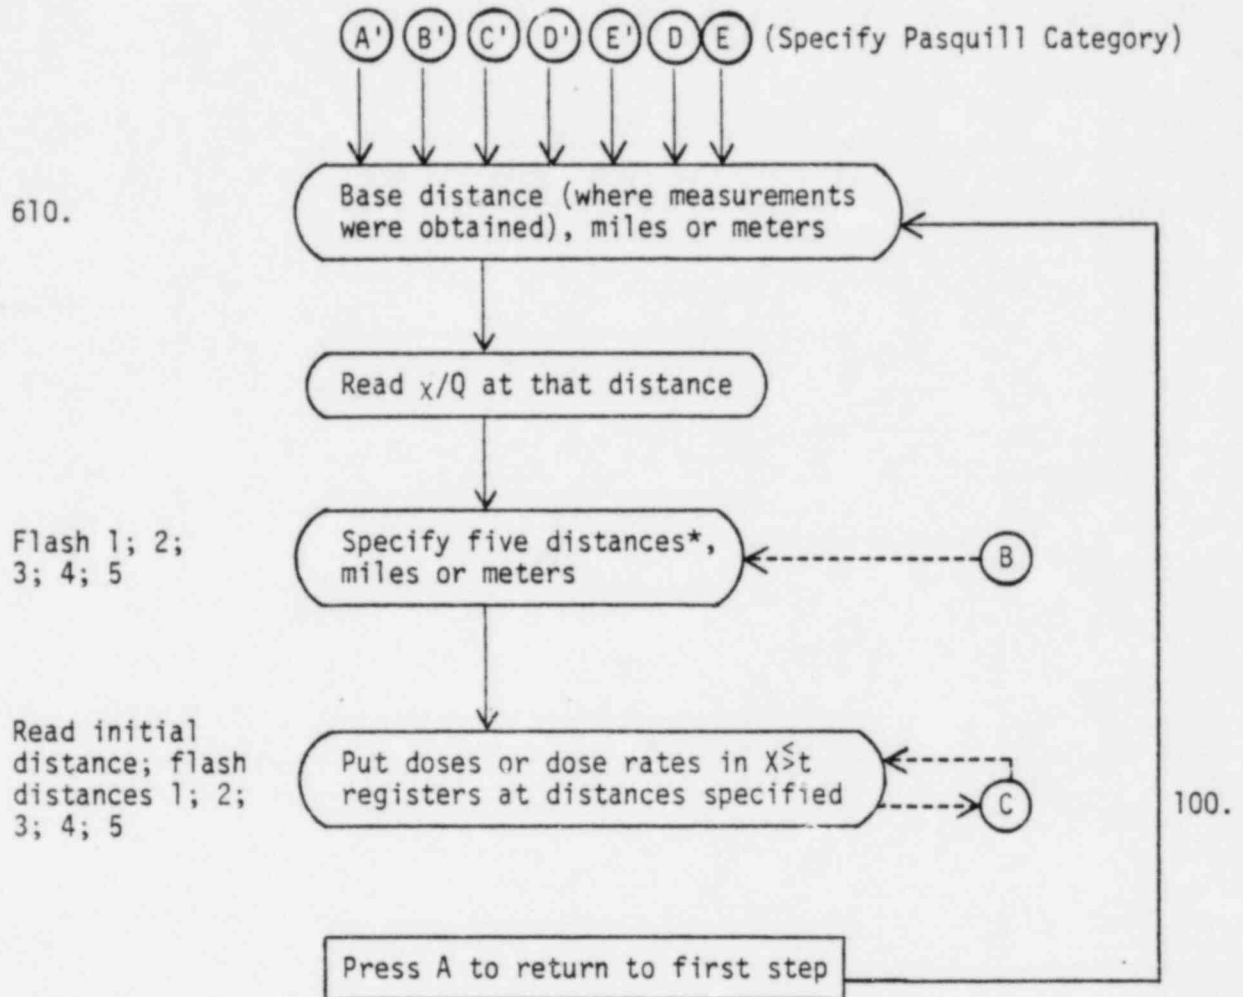 A' B' C' D' E' D E (Specify Pasquill Category)
610.
Base distance (where measurements
were obtained), miles or meters
Read χ/Q at that distance
Flash 1; 2;
3; 4; 5
Specify five distances*,
miles or meters
B
Read initial
distance; flash
distances 1; 2;
3; 4; 5
Put doses or dose rates in X≶t
registers at distances specified
C
100.
Press A to return to first step